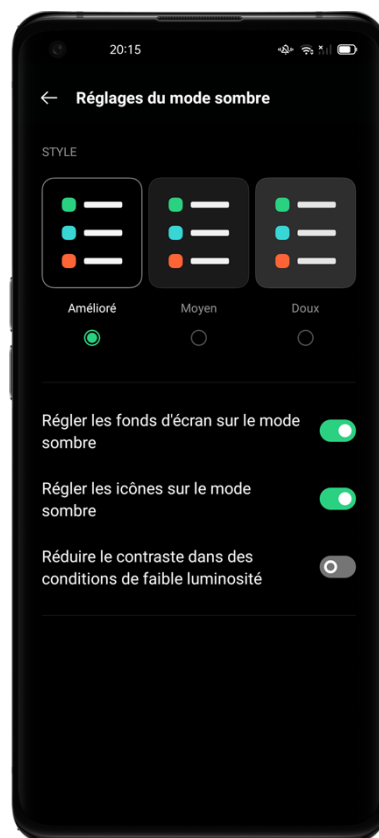 20:15
Réglages du mode sombre
STYLE
Amélioré
Moyen
Doux
Régler les fonds d'écran sur le mode
sombre
Régler les icônes sur le mode
sombre
Réduire le contraste dans des
conditions de faible luminosité